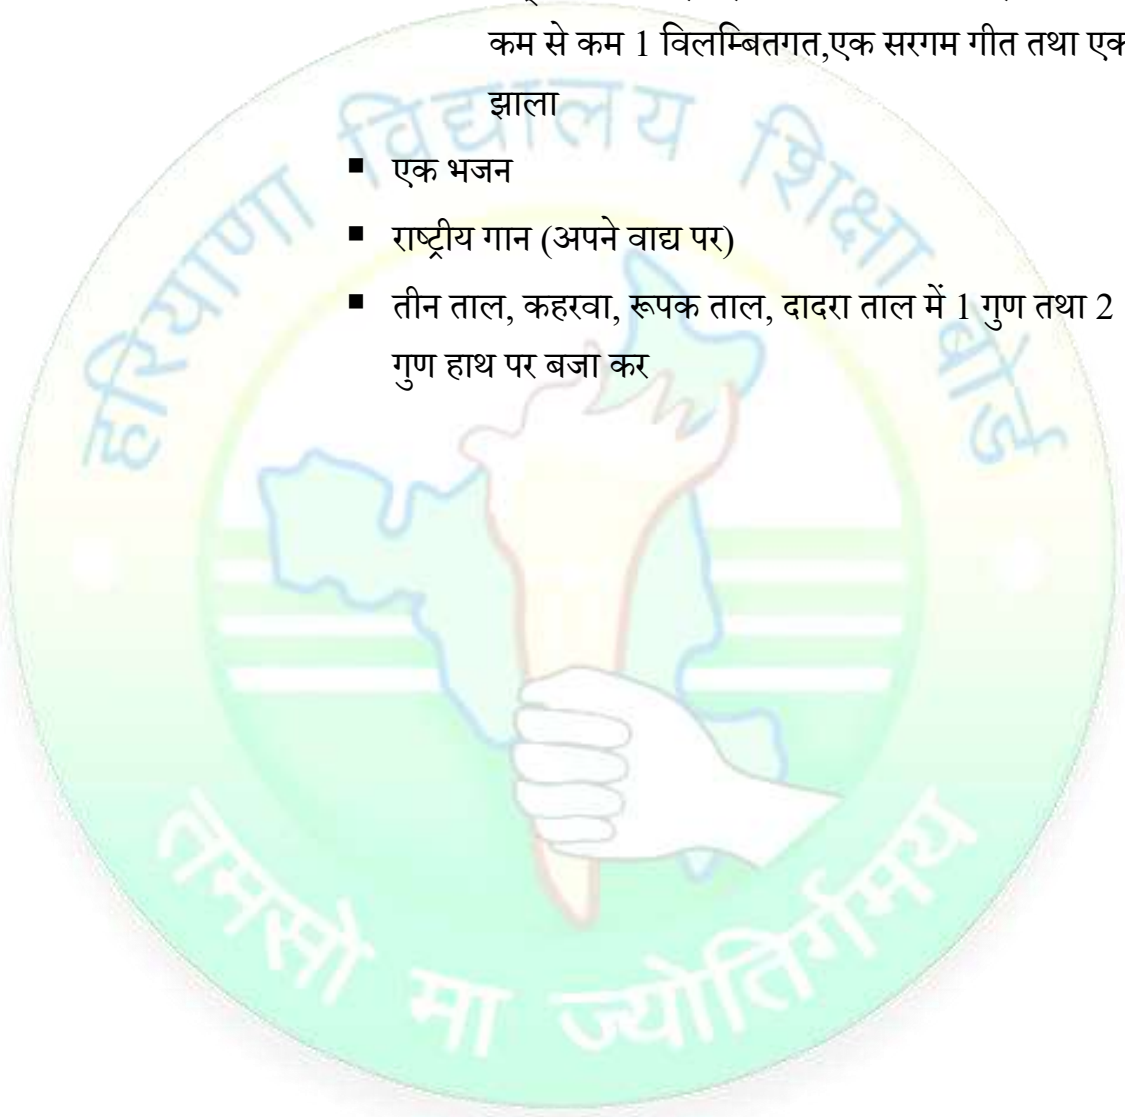 कम से कम 1 विलम्बितगत,एक सरगम गीत तथा एक
झाला
▪ एक भजन
▪ राष्ट्रीय गान (अपने वाद्य पर)
▪ तीन ताल, कहरवा, रूपक ताल, दादरा ताल में 1 गुण तथा 2
गुण हाथ पर बजा कर
हरियाणा विद्यालय शिक्षा बोर्ड
तमसो मा ज्योतिर्गमय